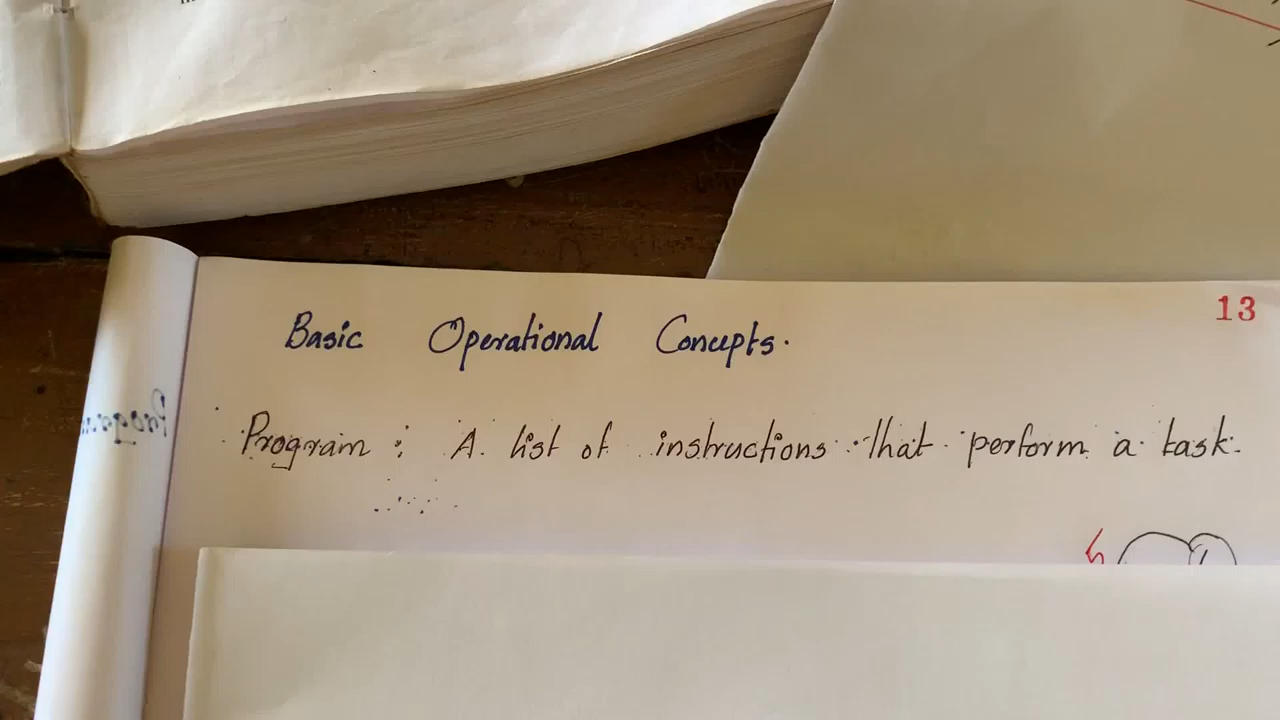 13
Basic Operational Concepts.
Program : A list of instructions that perform a task.